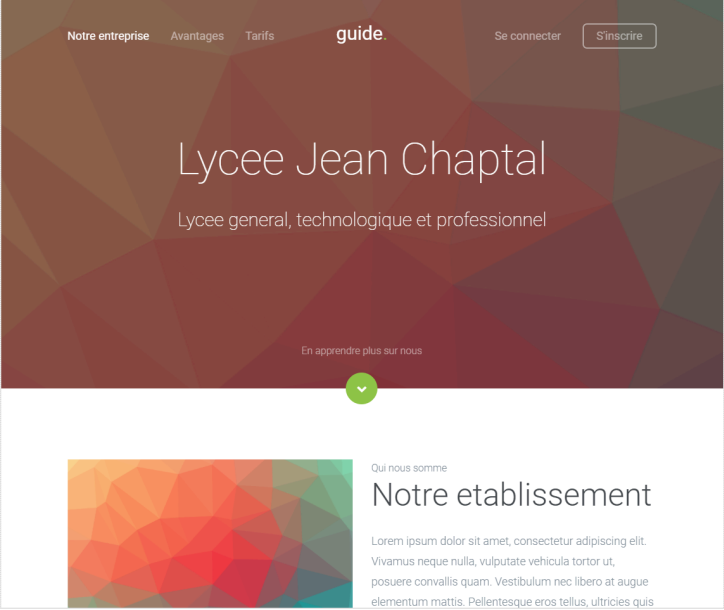 Notre entreprise Avantages Tarifs guide. Se connecter S'inscrire
Lycee Jean Chaptal
Lycee general, technologique et professionnel
En apprendre plus sur nous
Qui nous somme
Notre etablissement
Lorem ipsum dolor sit amet, consectetur adipiscing elit.
Vivamus neque nulla, vulputate vehicula tortor ut,
posuere convallis quam. Vestibulum nec libero at augue
elementum mattis. Pellentesque eros tellus, ultricies quis